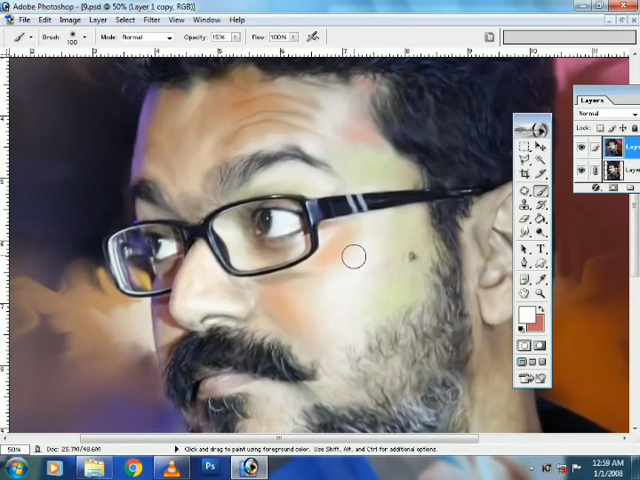 Adobe Photoshop - [9.psd @ 50% (Layer 1 copy, RGB)]
File Edit Image Layer Select Filter View Window Help
Brush: 100 Mode: Normal Opacity: 15% Flow: 100%
Layers
Normal
Lock:
50% Doc: 25.7M/48.6M Click and drag to paint using foreground color. Use Shift, Alt, and Ctrl for additional options.
Ps
12:59 AM
1/1/2008